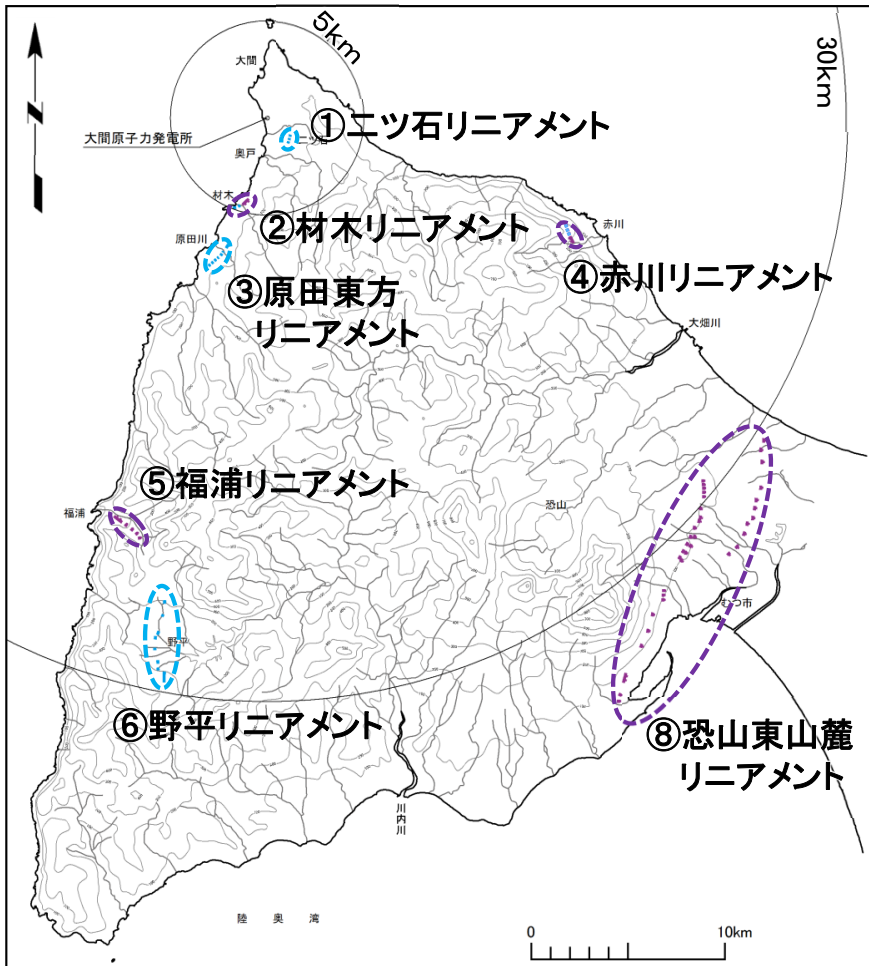 5km
30km
大間
N
大間原子力発電所
①二ツ石リニアメント
二ツ石
奥戸
材木
②材木リニアメント
赤川
原田川
③原田東方
リニアメント
④赤川リニアメント
大畑川
⑤福浦リニアメント
福浦
恐山
むつ市
野平
⑥野平リニアメント
⑧恐山東山麓
リニアメント
川内川
陸奥湾
0 10km